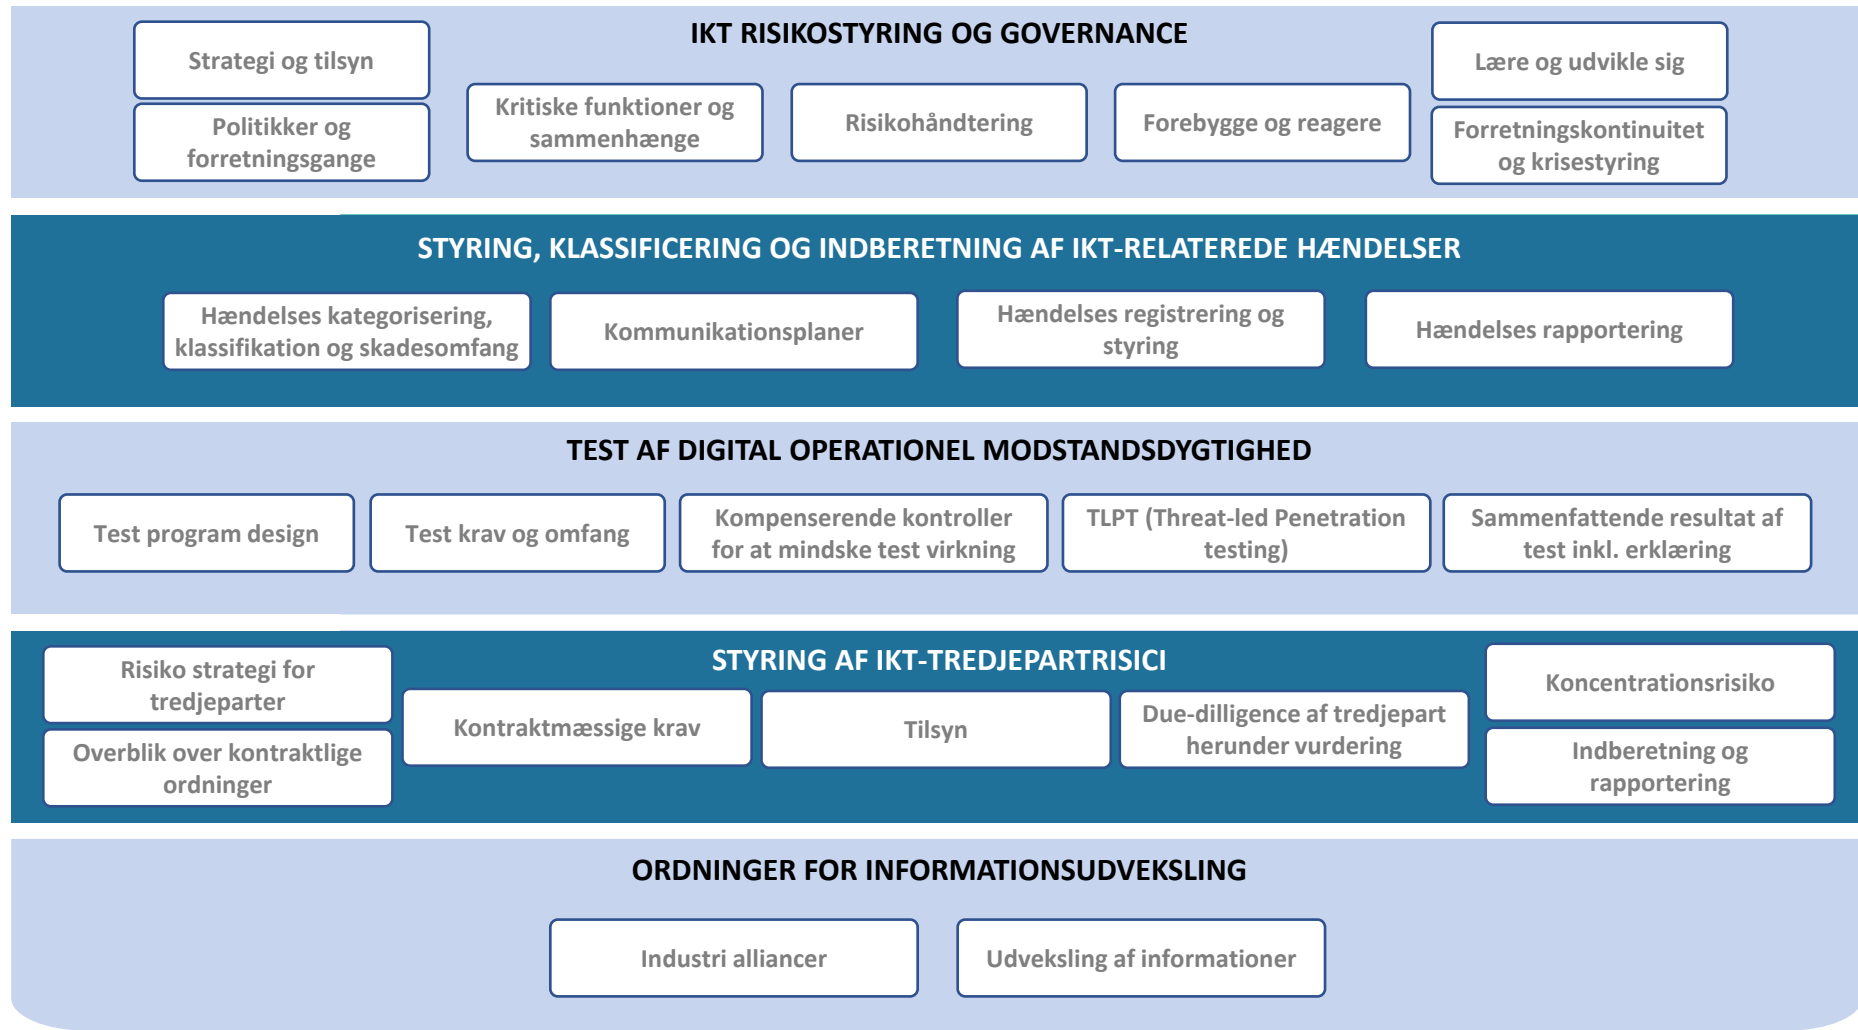 IKT RISIKOSTYRING OG GOVERNANCE
Strategi og tilsyn
Politikker og
forretningsgange
Kritiske funktioner og
sammenhænge
Risikohåndtering
Forebygge og reagere
Lære og udvikle sig
Forretningskontinuitet
og krisestyring
STYRING, KLASSIFICERING OG INDBERETNING AF IKT-RELATEREDE HÆNDELSER
Hændelses kategorisering,
klassifikation og skadesomfang
Kommunikationsplaner
Hændelses registrering og
styring
Hændelses rapportering
TEST AF DIGITAL OPERATIONEL MODSTANDSDYGTIGHED
Test program design
Test krav og omfang
Kompenserende kontroller
for at mindske test virkning
TLPT (Threat-led Penetration
testing)
Sammenfattende resultat af
test inkl. erklæring
STYRING AF IKT-TREDJEPARTRISICI
Risiko strategi for
tredjeparter
Overblik over kontraktlige
ordninger
Kontraktmæssige krav
Tilsyn
Due-dilligence af tredjepart
herunder vurdering
Koncentrationsrisiko
Indberetning og
rapportering
ORDNINGER FOR INFORMATIONSUDVEKSLING
Industri alliancer
Udveksling af informationer